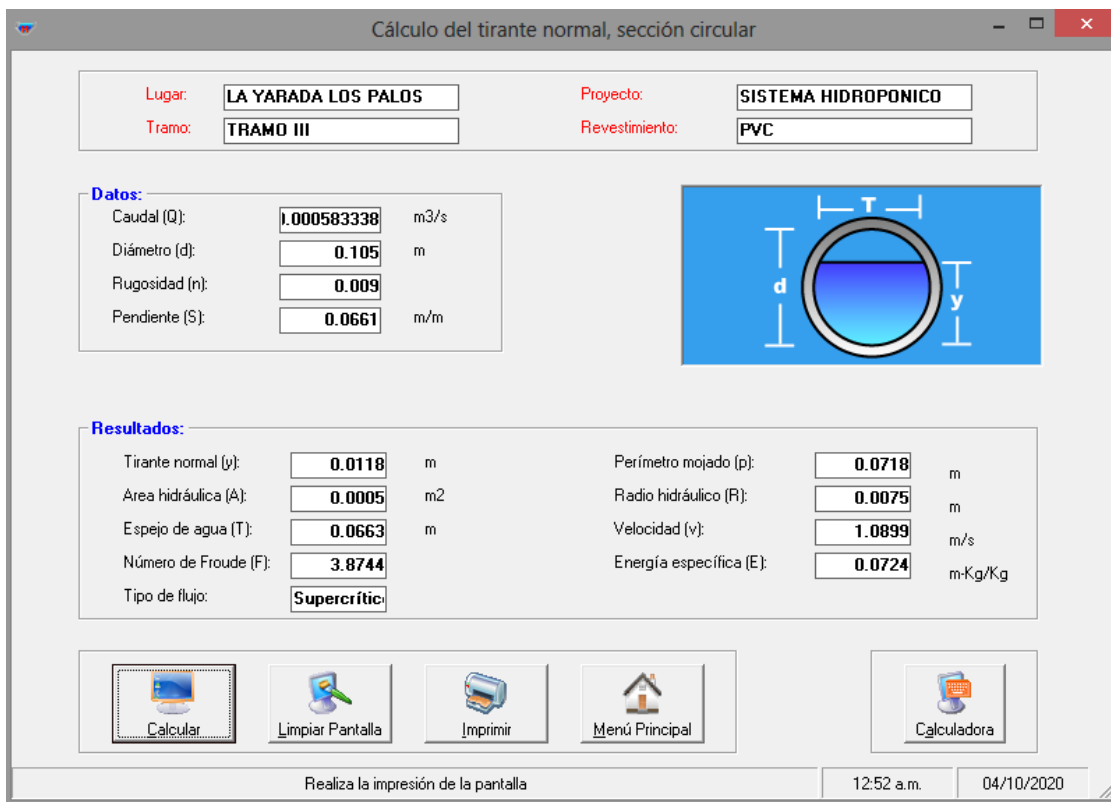 Cálculo del tirante normal, sección circular
Lugar: LA YARADA LOS PALOS Proyecto: SISTEMA HIDROPONICO
Tramo: TRAMO III Revestimiento: PVC
Datos:
Caudal (Q): .000583338 m3/s
Diámetro (d): 0.105 m
Rugosidad (n): 0.009
Pendiente (S): 0.0661 m/m
T
d
y
Resultados:
Tirante normal (y): 0.0118 m Perímetro mojado (p): 0.0718 m
Area hidráulica (A): 0.0005 m2 Radio hidráulico (R): 0.0075 m
Espejo de agua (T): 0.0663 m Velocidad (v): 1.0899 m/s
Número de Froude (F): 3.8744 Energía específica (E): 0.0724 m-Kg/Kg
Tipo de flujo: Supercrític
Calcular Limpiar Pantalla Imprimir Menú Principal Calculadora
Realiza la impresión de la pantalla 12:52 a.m. 04/10/2020